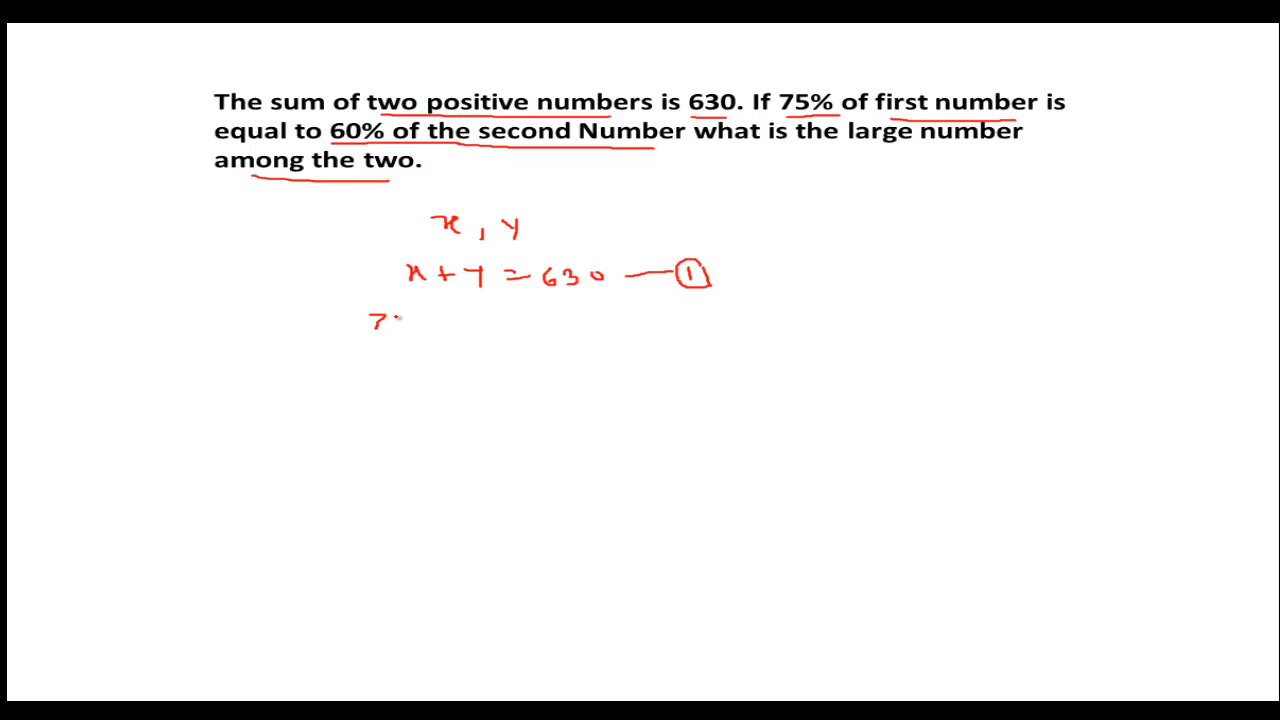 The sum of two positive numbers is 630. If 75% of first number is
equal to 60% of the second Number what is the large number
among the two.
x , y
x + y = 630 — 1
7